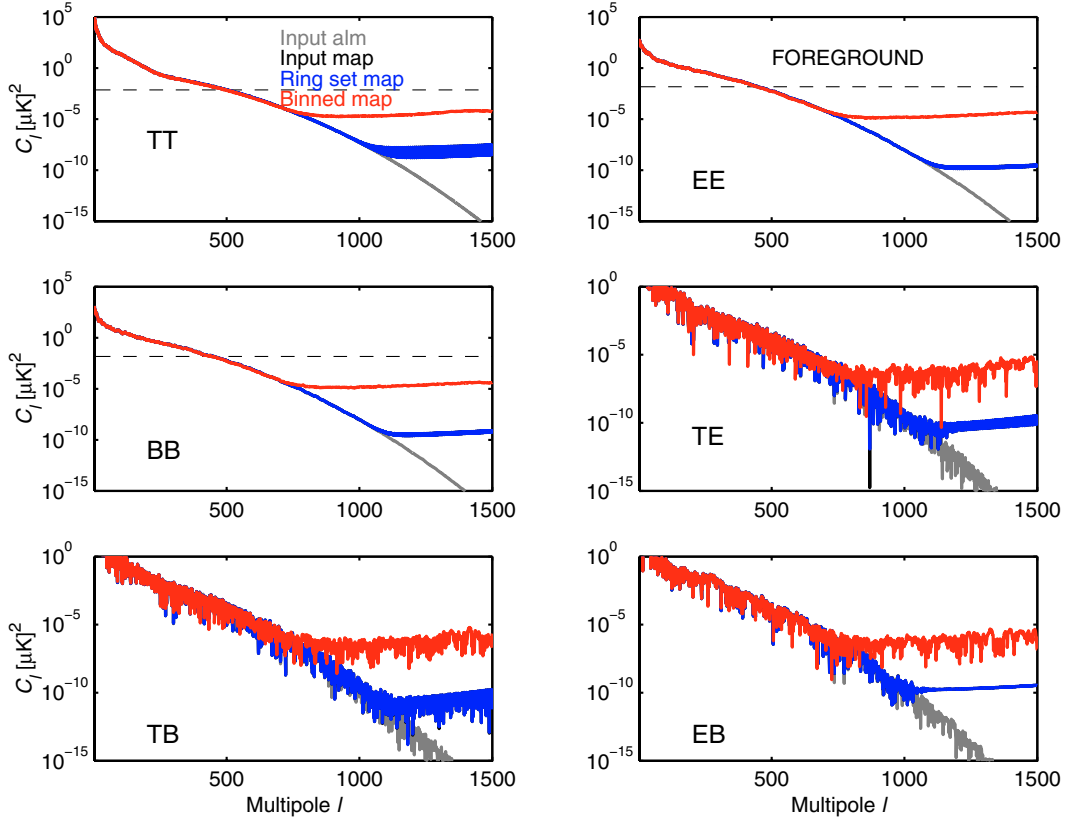 10^5
10^0
10^-5
10^-10
10^-15
C_l [μK]^2
Input alm
Input map
Ring set map
Binned map
TT
500
1000
1500
10^5
10^0
10^-5
10^-10
10^-15
FOREGROUND
EE
500
1000
1500
10^5
10^0
10^-5
10^-10
10^-15
C_l [μK]^2
BB
500
1000
1500
10^0
10^-5
10^-10
10^-15
TE
500
1000
1500
10^0
10^-5
10^-10
10^-15
C_l [μK]^2
TB
500
1000
1500
Multipole l
10^0
10^-5
10^-10
10^-15
EB
500
1000
1500
Multipole l